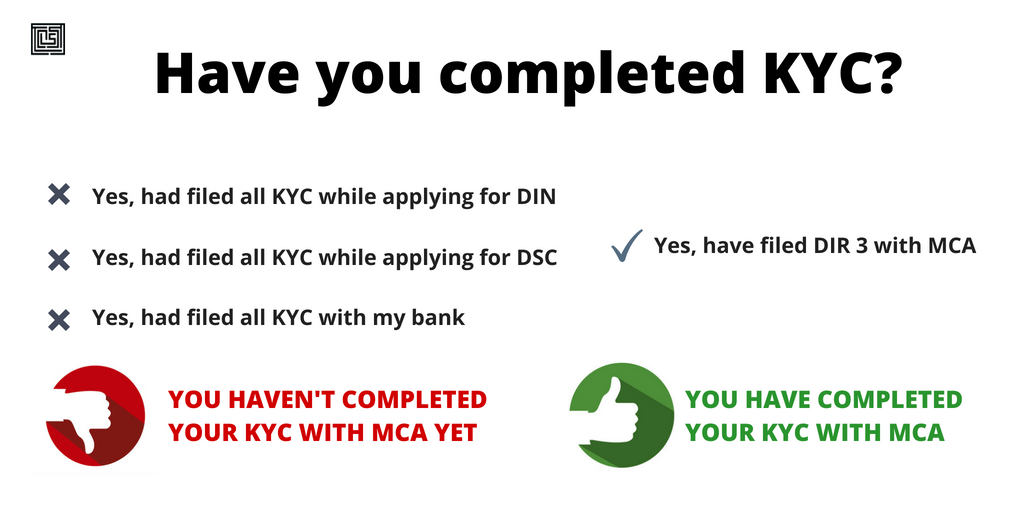 Have you completed KYC?
Yes, had filed all KYC while applying for DIN
Yes, had filed all KYC while applying for DSC
Yes, had filed all KYC with my bank
YOU HAVEN'T COMPLETED
YOUR KYC WITH MCA YET
Yes, have filed DIR 3 with MCA
YOU HAVE COMPLETED
YOUR KYC WITH MCA